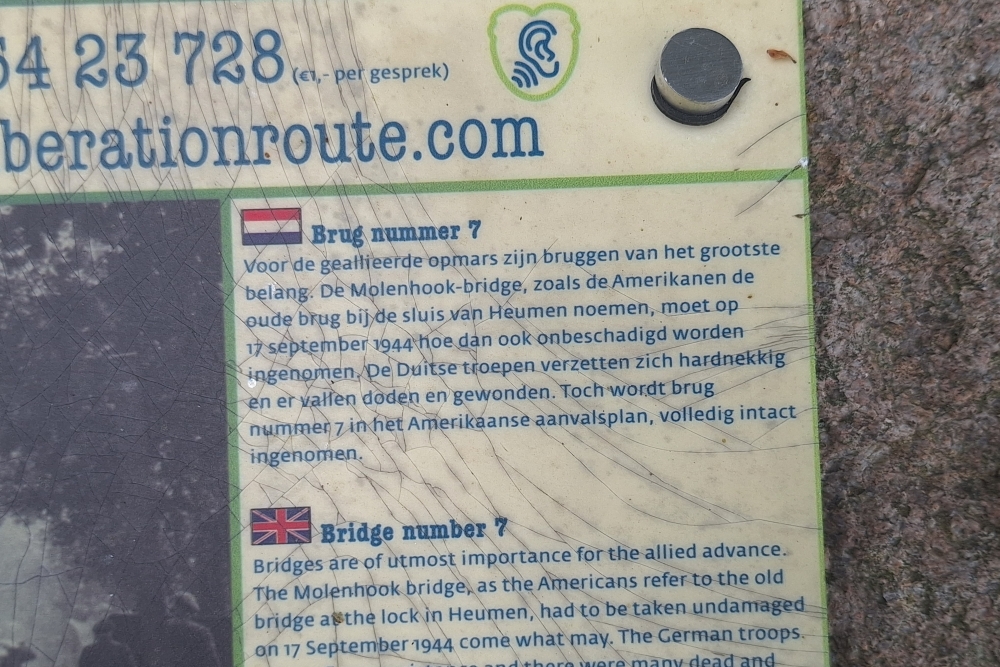 54 23 728 (€1,- per gesprek)
berationroute.com
Brug nummer 7
Voor de geallieerde opmars zijn bruggen van het grootste
belang. De Molenhook-bridge, zoals de Amerikanen de
oude brug bij de sluis van Heumen noemen, moet op
17 september 1944 hoe dan ook onbeschadigd worden
ingenomen. De Duitse troepen verzetten zich hardnekkig
en er vallen doden en gewonden. Toch wordt brug
nummer 7 in het Amerikaanse aanvalsplan, volledig intact
ingenomen.
Bridge number 7
Bridges are of utmost importance for the allied advance.
The Molenhook bridge, as the Americans refer to the old
bridge at the lock in Heumen, had to be taken undamaged
on 17 September 1944 come what may. The German troops
and there were many dead and